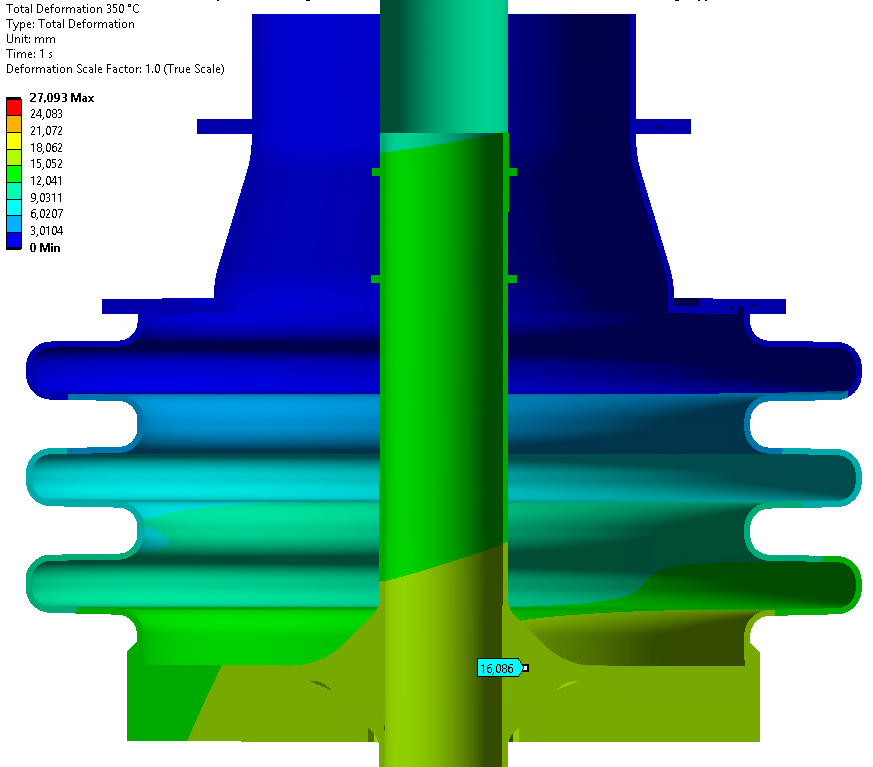 Total Deformation 350 °C
Type: Total Deformation
Unit: mm
Time: 1 s
Deformation Scale Factor: 1.0 (True Scale)
27,093 Max
24,083
21,072
18,062
15,052
12,041
9,0311
6,0207
3,0104
0 Min
16,086